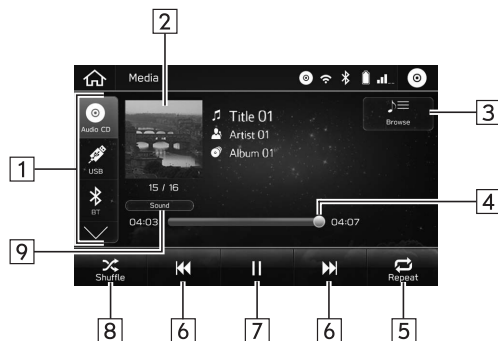 2
Media
Title 01
Artist 01
Album 01
Browse
3
Audio CD
1
USB
BT
15 / 16
Sound
04:03
04:07
4
9
Shuffle
Repeat
8
6
7
6
5